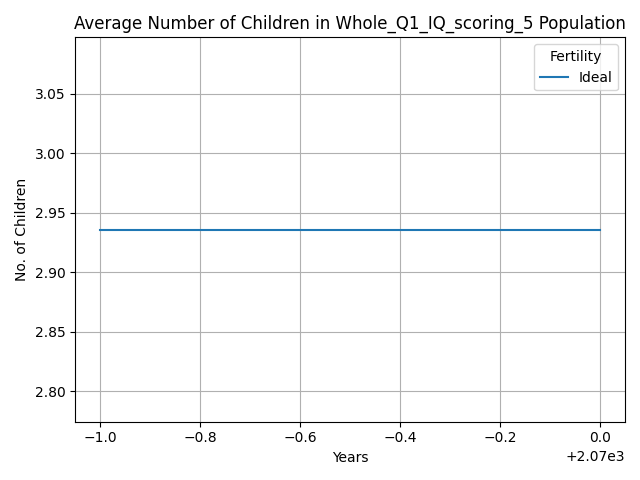 Average Number of Children in Whole_Q1_IQ_scoring_5 Population
Fertility
Ideal
No. of Children
3.05
3.00
2.95
2.90
2.85
2.80
−1.0 −0.8 −0.6 −0.4 −0.2 0.0
Years
+2.07e3